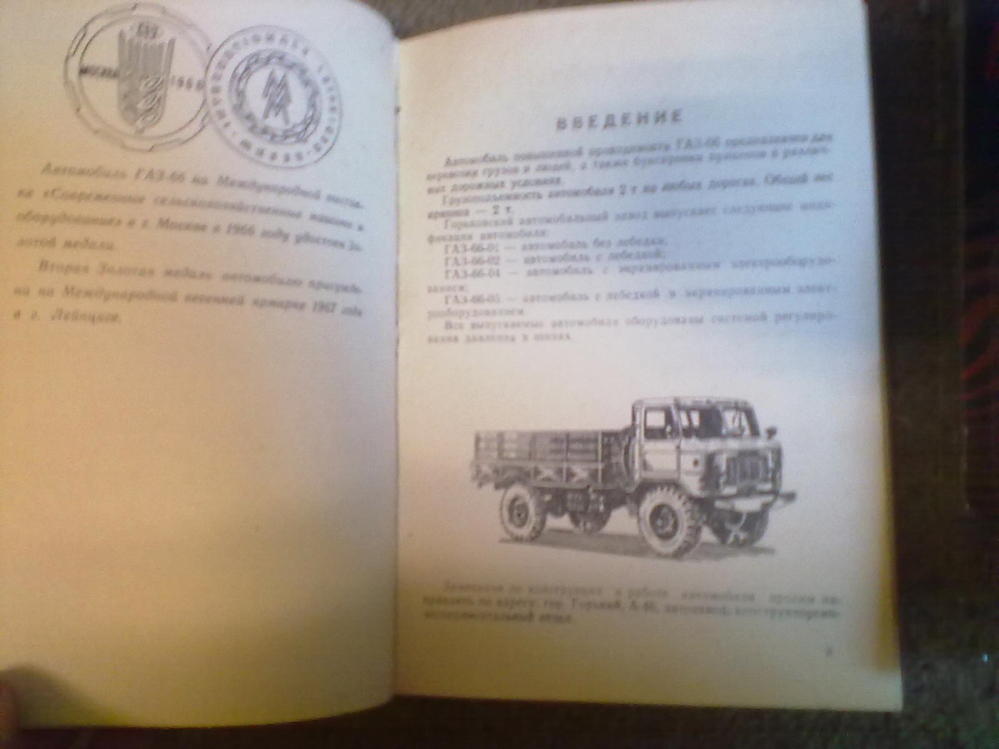 МОСКВА 1966
Автомобиль ГАЗ-66 на Международной выстав-
ке «Современные сельскохозяйственные машины и
оборудование» в г. Москве в 1966 году удостоен Зо-
лотой медали.
Вторая Золотая медаль автомобилю присужде-
на на Международной весенней ярмарке 1967 года
в г. Лейпциге.
ВВЕДЕНИЕ
Автомобиль повышенной проходимости ГАЗ-66 предназначен для
перевозки грузов и людей, а также буксировки прицепов в различ-
ных дорожных условиях.
Грузоподъемность автомобиля 2 т на любых дорогах. Общий вес
прицепа — 2 т.
Горьковский автомобильный завод выпускает следующие моди-
фикации автомобиля:
ГАЗ-66-01 — автомобиль без лебедки;
ГАЗ-66-02 — автомобиль с лебедкой;
ГАЗ-66-04 — автомобиль с экранированным электрооборудо-
ванием;
ГАЗ-66-05 — автомобиль с лебедкой и экранированным элект-
рооборудованием.
Все выпускаемые автомобили оборудованы системой регулиро-
вания давления в шинах.
Замечания по конструкции и работе автомобиля просим на-
правлять по адресу: гор. Горький, автозавод, конструкторско-
экспериментальный отдел.